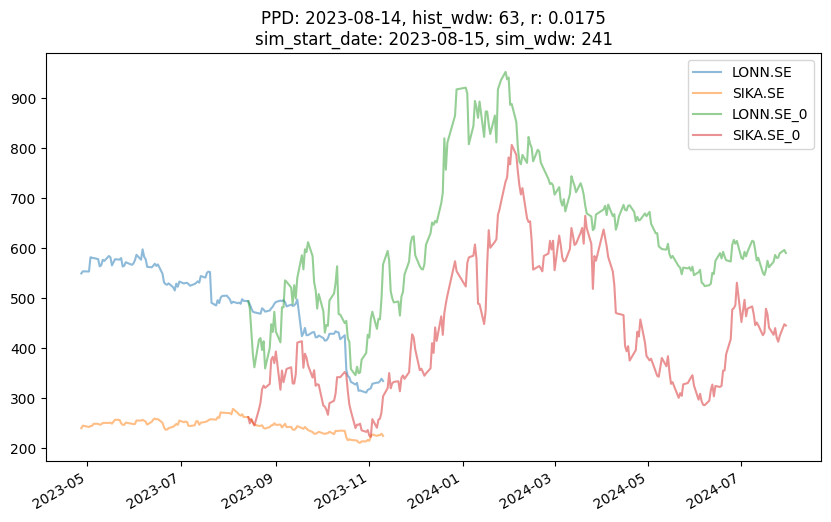 PPD: 2023-08-14, hist_wdw: 63, r: 0.0175
sim_start_date: 2023-08-15, sim_wdw: 241
LONN.SE
SIKA.SE
LONN.SE_0
SIKA.SE_0
900
800
700
600
500
400
300
200
2023-05
2023-07
2023-09
2023-11
2024-01
2024-03
2024-05
2024-07